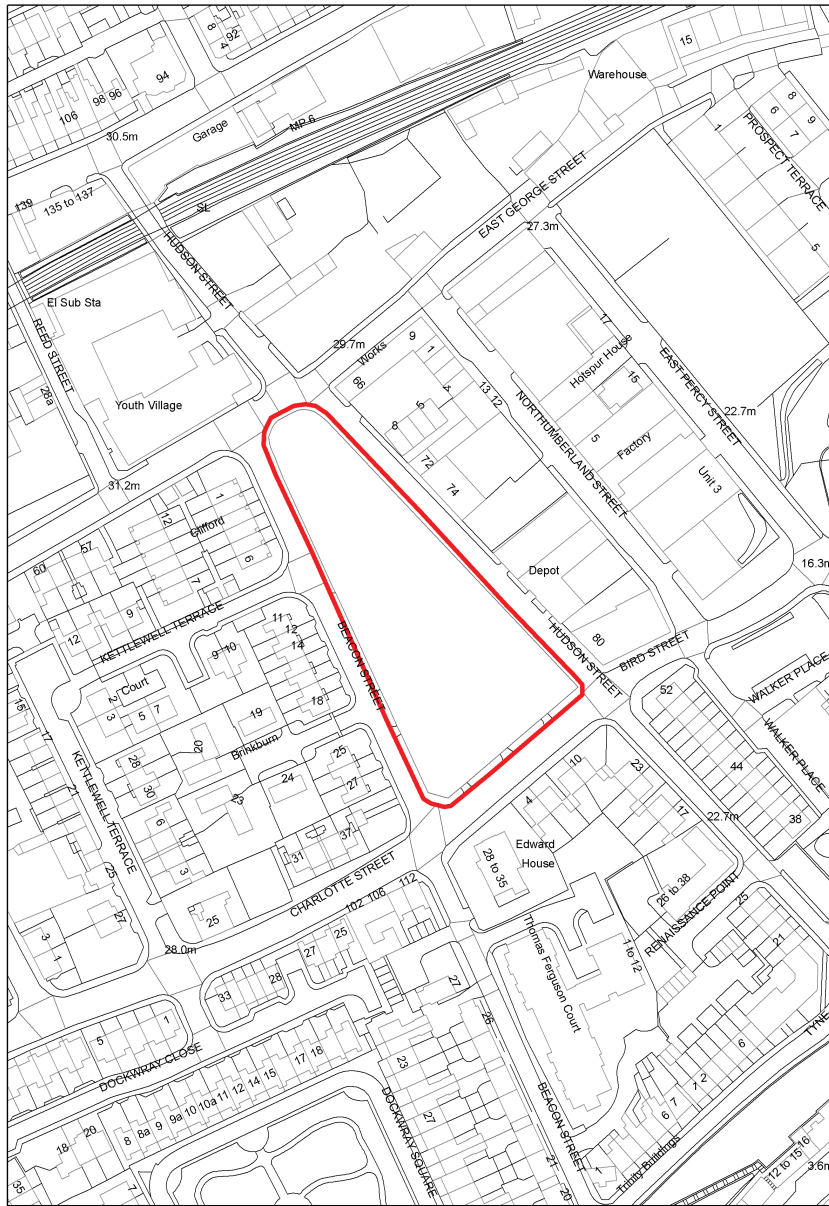 8
4
92
94
15
Warehouse
106
98
96
30.5m
Garage
MP 6
8
6
9
7
1
PROSPECT TERRACE
5
139
135 to 137
SL
HUDSON STREET
EAST GEORGE STREET
27.3m
El Sub Sta
REED STREET
28a
Youth Village
29.7m
Works
66
9
1
4
5
8
13
12
72
74
17
Hotspur House
15
EAST PERCY STREET
22.7m
NORTHUMBERLAND STREET
5
Factory
Unit 3
31.2m
1
12
Clifford
57
60
7
6
9
12
KETTLEWELL TERRACE
Depot
16.3m
HUDSON STREET
80
BIRD STREET
11
12
14
9
10
18
BEACON STREET
Court
2
3
5
7
19
20
Brinkburn
WALKER PLACE
WALKER PLACE
52
44
38
22.7m
15
17
21
KETTLEWELL TERRACE
28
30
23
24
25
27
6
3
31
37
25
25
27
3
1
CHARLOTTE STREET
4
10
23
17
Edward
House
28 to 35
26 to 38
RENAISSANCE POINT
25
21
28.0m
102
106
112
25
27
28
33
Thomas Ferguson Court
1 to 12
5
1
DOCKWRAY CLOSE
27
26
23
27
DOCKWRAY SQUARE
BEACON STREET
21
20
6
2
1
7
6
1
Trinity Buildings
TYNE
18
20
8
8a
9
9a
10
10a
11
12
14
15
17
18
35
7
12 to 15
16
3.6m